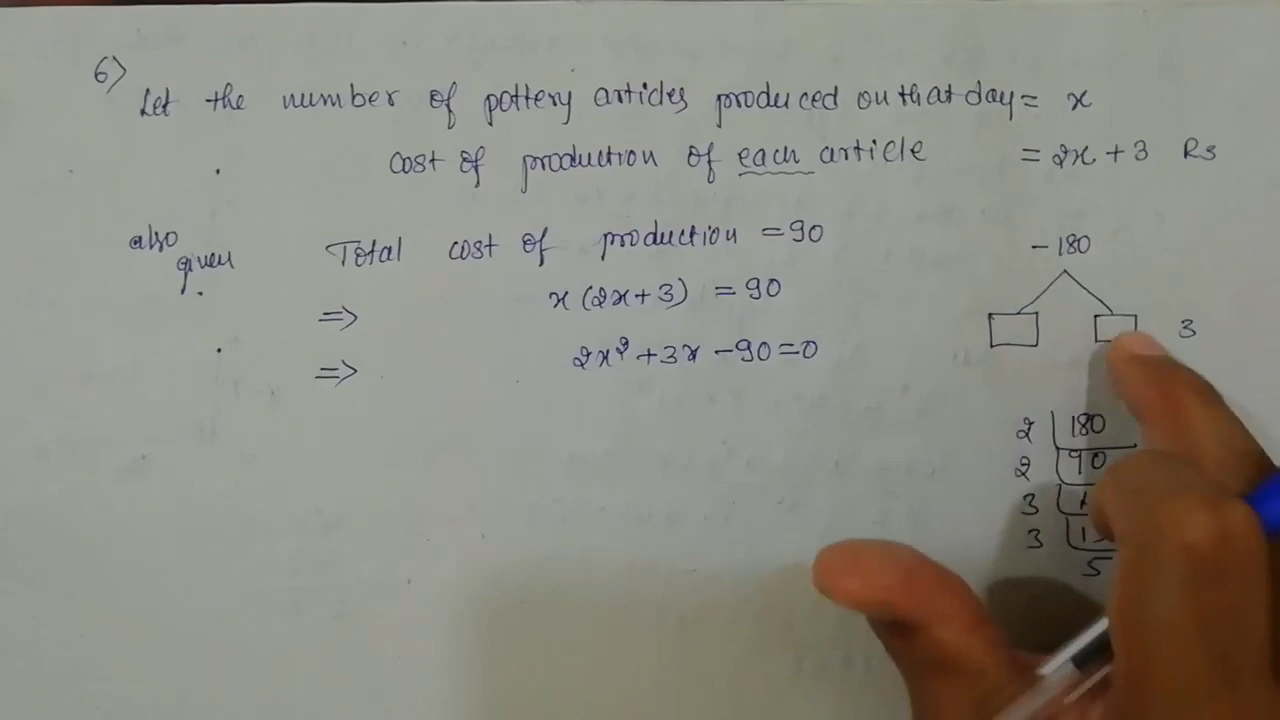 6)
Let the number of pottery articles produced on that day = x
Cost of production of each article = 2x + 3 Rs
also given Total cost of production = 90
=> x (2x + 3) = 90
=> 2x² + 3x - 90 = 0
- 180
3
2 180
2 90
3
3
5